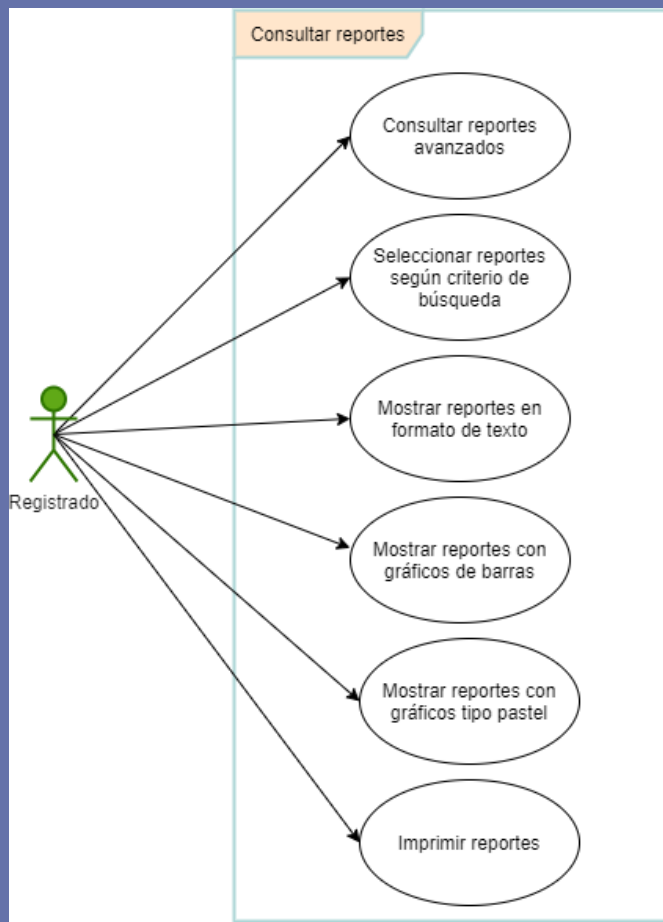 Consultar reportes
Consultar reportes
avanzados
Seleccionar reportes
según criterio de
búsqueda
Mostrar reportes en
formato de texto
Registrado
Mostrar reportes con
gráficos de barras
Mostrar reportes con
gráficos tipo pastel
Imprimir reportes